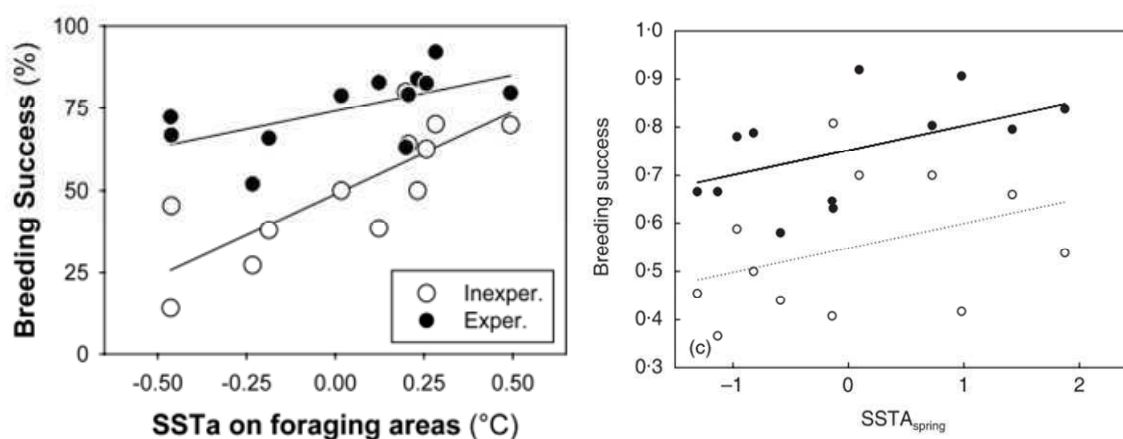 100
75
50
25
0
Breeding Success (%)
Inexper.
Exper.
-0.50 -0.25 0.00 0.25 0.50
SSTa on foraging areas (°C)
1·0
0·9
0·8
0·7
0·6
0·5
0·4
0·3
Breeding success
(c)
−1 0 1 2
SSTA_spring